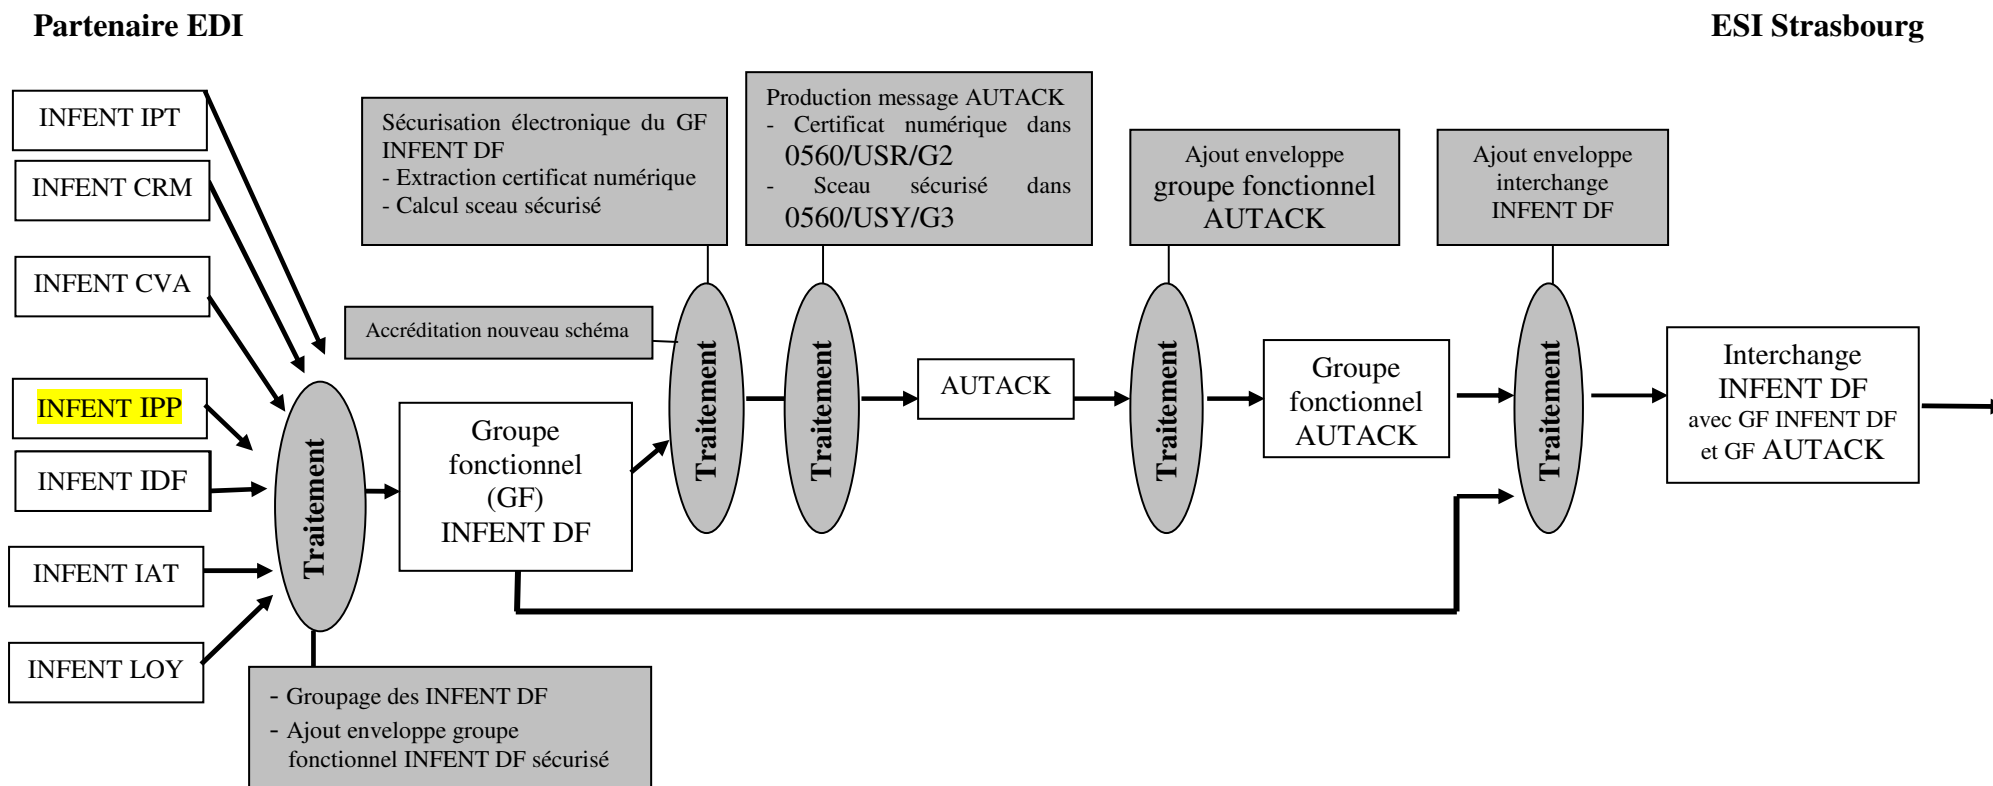 Partenaire EDI
ESI Strasbourg
INFENT IPT
INFENT CRM
INFENT CVA
INFENT IPP
INFENT IDF
INFENT IAT
INFENT LOY
Traitement
- Groupage des INFENT DF
- Ajout enveloppe groupe
fonctionnel INFENT DF sécurisé
Groupe
fonctionnel
(GF)
INFENT DF
Sécurisation électronique du GF
INFENT DF
- Extraction certificat numérique
- Calcul sceau sécurisé
Accréditation nouveau schéma
Traitement
Production message AUTACK
- Certificat numérique dans
0560/USR/G2
- Sceau sécurisé dans
0560/USY/G3
Traitement
AUTACK
Ajout enveloppe
groupe fonctionnel
AUTACK
Traitement
Groupe
fonctionnel
AUTACK
Ajout enveloppe
interchange
INFENT DF
Traitement
Interchange
INFENT DF
avec GF INFENT DF
et GF AUTACK